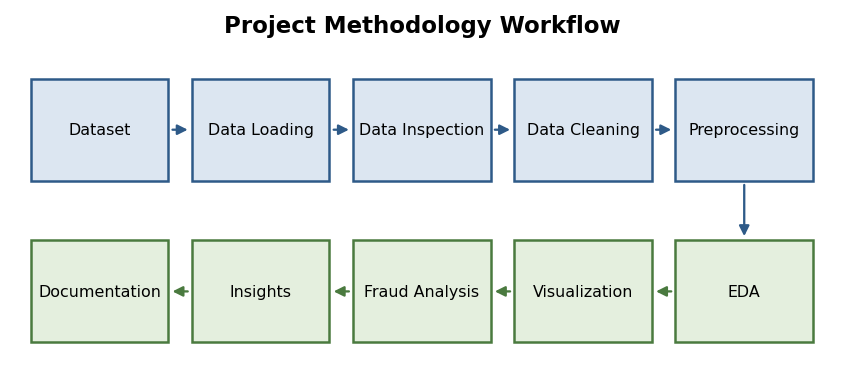 Project Methodology Workflow
Dataset
Data Loading
Data Inspection
Data Cleaning
Preprocessing
Documentation
Insights
Fraud Analysis
Visualization
EDA